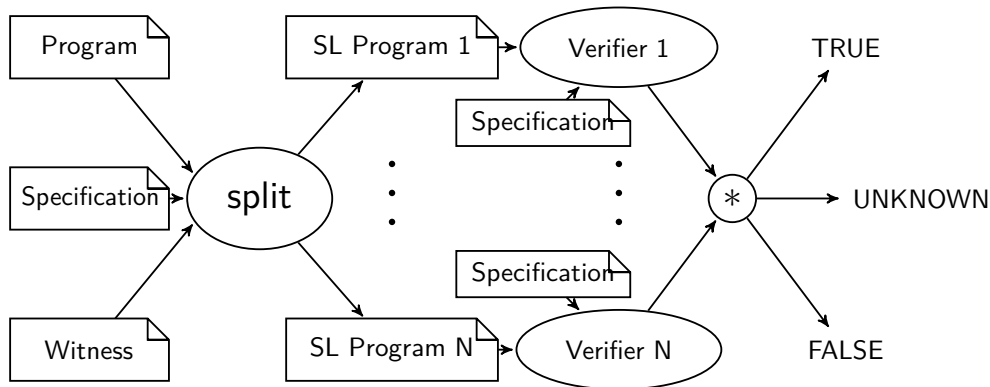 Program
SL Program 1
Verifier 1
TRUE
Specification
Specification
split
*
UNKNOWN
Specification
Witness
SL Program N
Verifier N
FALSE